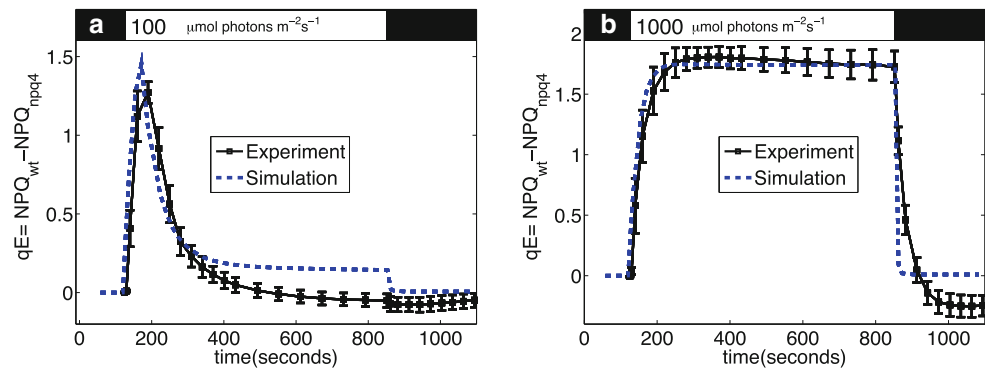 a 100 μmol photons m−2s−1
1.5
1
0.5
0
qE= NPQwt−NPQnpq4
Experiment
Simulation
0 200 400 600 800 1000
time(seconds)
b 1000 μmol photons m−2s−1
2
1.5
1
0.5
0
qE= NPQwt−NPQnpq4
Experiment
Simulation
0 200 400 600 800 1000
time(seconds)